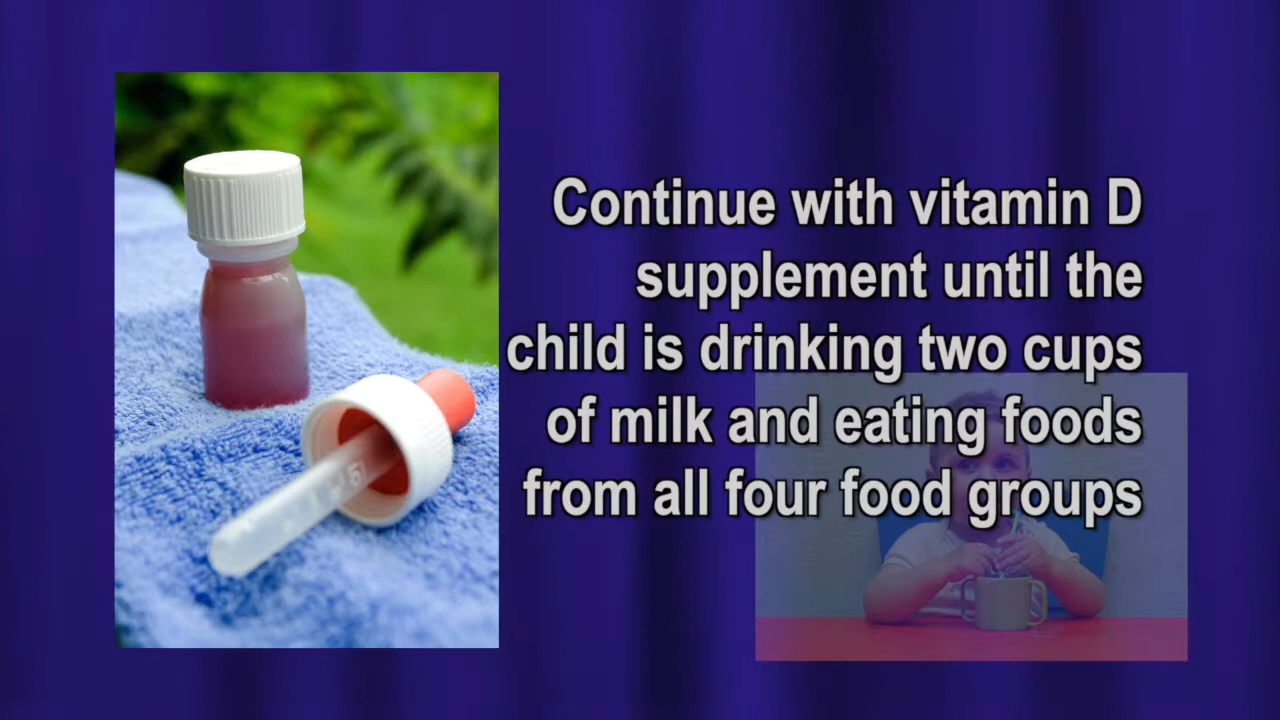 Continue with vitamin D
supplement until the
child is drinking two cups
of milk and eating foods
from all four food groups